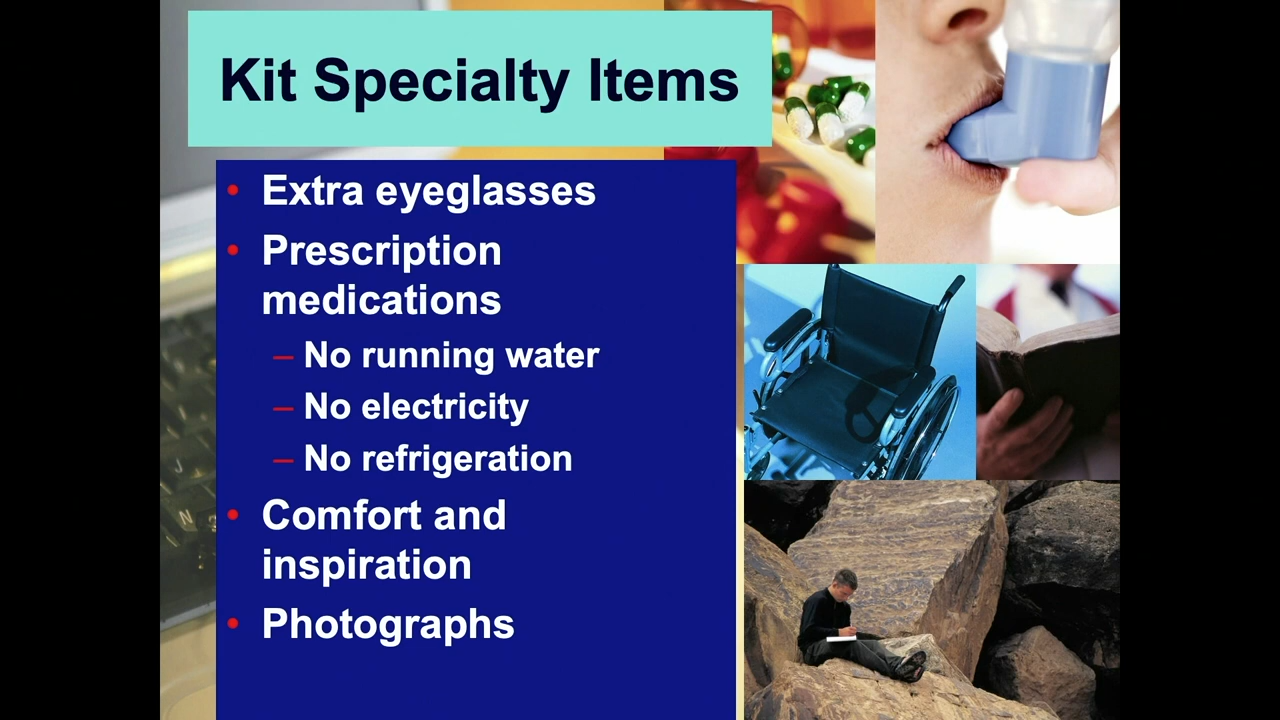 Kit Specialty Items
• Extra eyeglasses
• Prescription
medications
– No running water
– No electricity
– No refrigeration
• Comfort and
inspiration
• Photographs